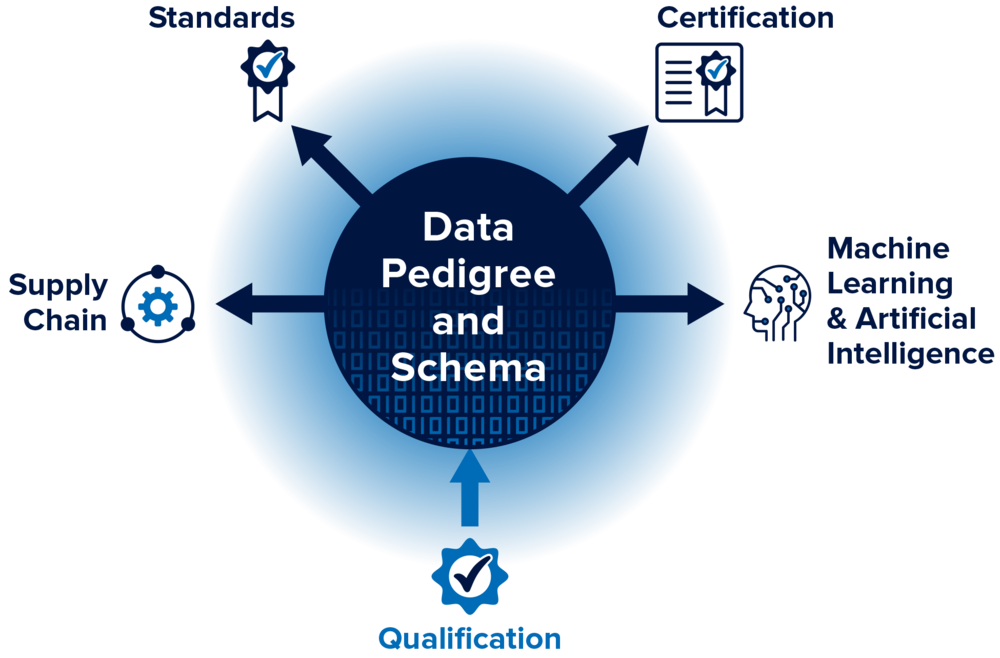 Standards
Certification
Data
Pedigree
and
Schema
Supply
Chain
Machine
Learning
& Artificial
Intelligence
Qualification